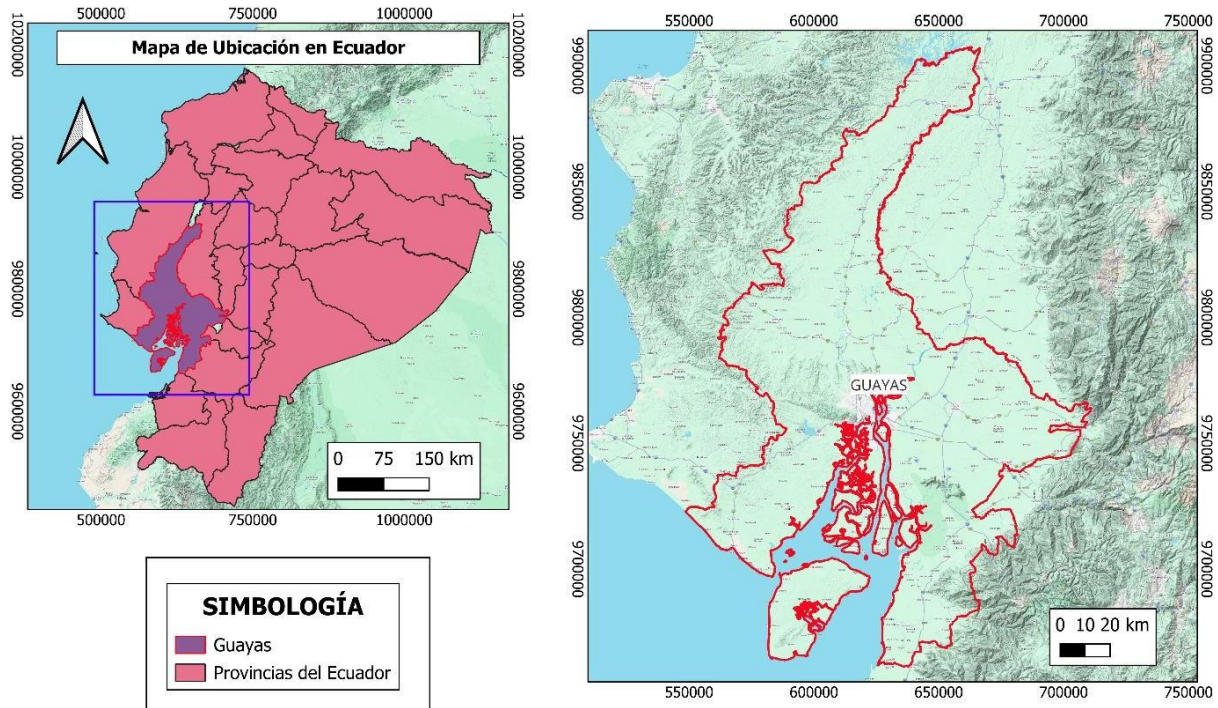 500000 750000 1000000
Mapa de Ubicación en Ecuador
10200000 10200000
10000000 10000000
9800000 9800000
9600000 9600000
0 75 150 km
500000 750000 1000000
SIMBOLOGÍA
Guayas
Provincias del Ecuador
550000 600000 650000 700000 750000
9900000 9900000
9850000 9850000
9800000 9800000
GUAYAS
9750000 9750000
9700000 9700000
0 10 20 km
550000 600000 650000 700000 750000